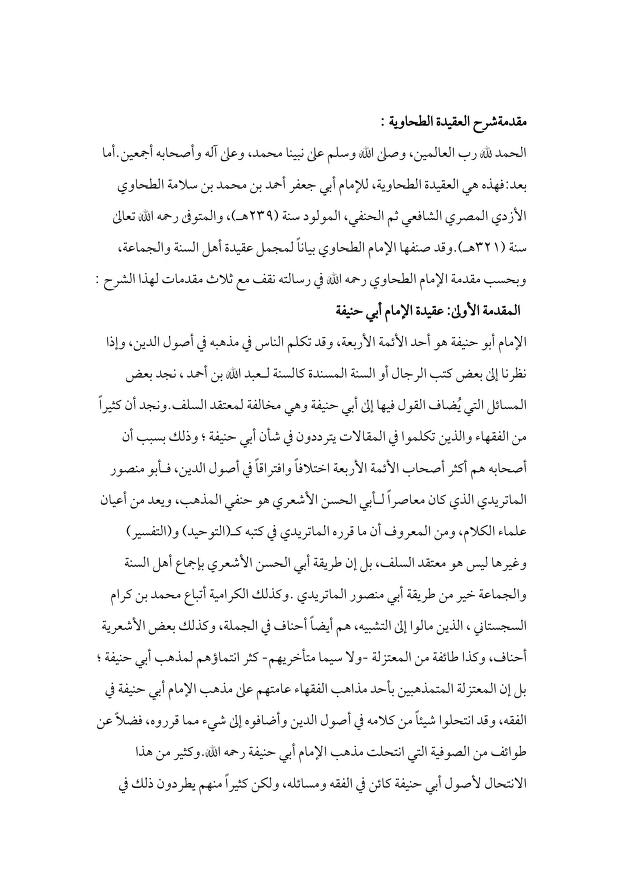 مقدمةشرح العقيدة الطحاوية :
الحمد لله رب العالمين، وصلى الله وسلم على نبينا محمد، وعلى آله وأصحابه أجمعين.أما
بعد:فهذه هي العقيدة الطحاوية، للإمام أبي جعفر أحمد بن محمد بن سلامة الطحاوي
الأزدي المصري الشافعي ثم الحنفي، المولود سنة (٢٣٩هـ)، والمتوفى رحمه الله تعالى
سنة (٣٢١هـ).وقد صنفها الإمام الطحاوي بياناً لمجمل عقيدة أهل السنة والجماعة،
وبحسب مقدمة الإمام الطحاوي رحمه الله في رسالته نقف مع ثلاث مقدمات لهذا الشرح :
المقدمة الأولى: عقيدة الإمام أبي حنيفة
الإمام أبو حنيفة هو أحد الأئمة الأربعة، وقد تكلم الناس في مذهبه في أصول الدين، وإذا
نظرنا إلى بعض كتب الرجال أو السنة المسندة كالسنة لـعبد الله بن أحمد ، نجد بعض
المسائل التي يُضاف القول فيها إلى أبي حنيفة وهي مخالفة لمعتقد السلف.ونجد أن كثيراً
من الفقهاء والذين تكلموا في المقالات يترددون في شأن أبي حنيفة ؛ وذلك بسبب أن
أصحابه هم أكثر أصحاب الأئمة الأربعة اختلافاً وافتراقاً في أصول الدين، فـأبو منصور
الماتريدي الذي كان معاصراً لـأبي الحسن الأشعري هو حنفي المذهب، ويعد من أعيان
علماء الكلام، ومن المعروف أن ما قرره الماتريدي في كتبه كـ(التوحيد) و(التفسير)
وغيرها ليس هو معتقد السلف، بل إن طريقة أبي الحسن الأشعري بإجماع أهل السنة
والجماعة خير من طريقة أبي منصور الماتريدي .وكذلك الكرامية أتباع محمد بن كرام
السجستاني ، الذين مالوا إلى التشبيه، هم أيضاً أحناف في الجملة، وكذلك بعض الأشعرية
أحناف، وكذا طائفة من المعتزلة -ولا سيما متأخريهم- كثر انتماؤهم لمذهب أبي حنيفة ؛
بل إن المعتزلة المتمذهبين بأحد مذاهب الفقهاء عامتهم على مذهب الإمام أبي حنيفة في
الفقه، وقد انتحلوا شيئاً من كلامه في أصول الدين وأضافوه إلى شيء مما قرروه، فضلاً عن
طوائف من الصوفية التي انتحلت مذهب الإمام أبي حنيفة رحمه الله.وكثير من هذا
الانتحال لأصول أبي حنيفة كائن في الفقه ومسائله، ولكن كثيراً منهم يطردون ذلك في